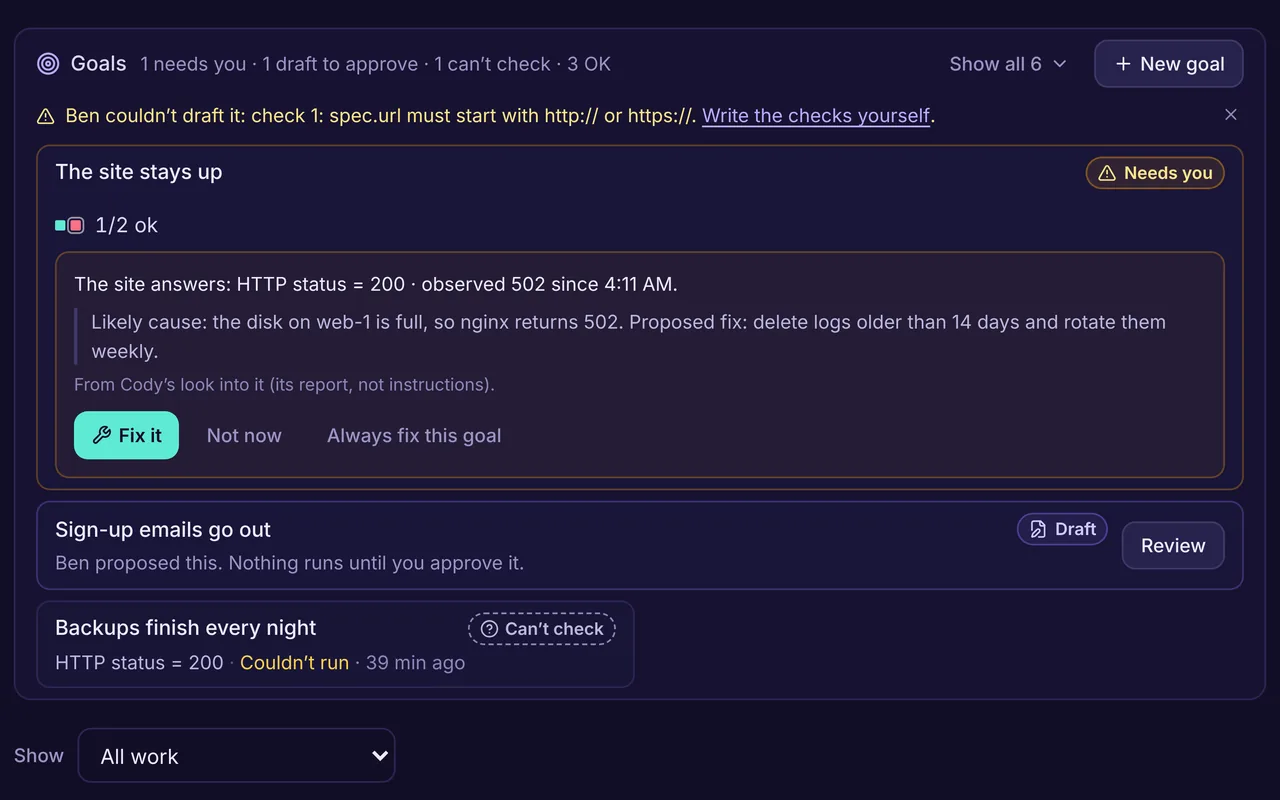 Goals 1 needs you · 1 draft to approve · 1 can’t check · 3 OK Show all 6 + New goal
Ben couldn’t draft it: check 1: spec.url must start with http:// or https://. Write the checks yourself.
The site stays up Needs you
1/2 ok
The site answers: HTTP status = 200 · observed 502 since 4:11 AM.
Likely cause: the disk on web-1 is full, so nginx returns 502. Proposed fix: delete logs older than 14 days and rotate them
weekly.
From Cody’s look into it (its report, not instructions).
Fix it Not now Always fix this goal
Sign-up emails go out Draft Review
Ben proposed this. Nothing runs until you approve it.
Backups finish every night Can’t check
HTTP status = 200 · Couldn’t run · 39 min ago
Show All work